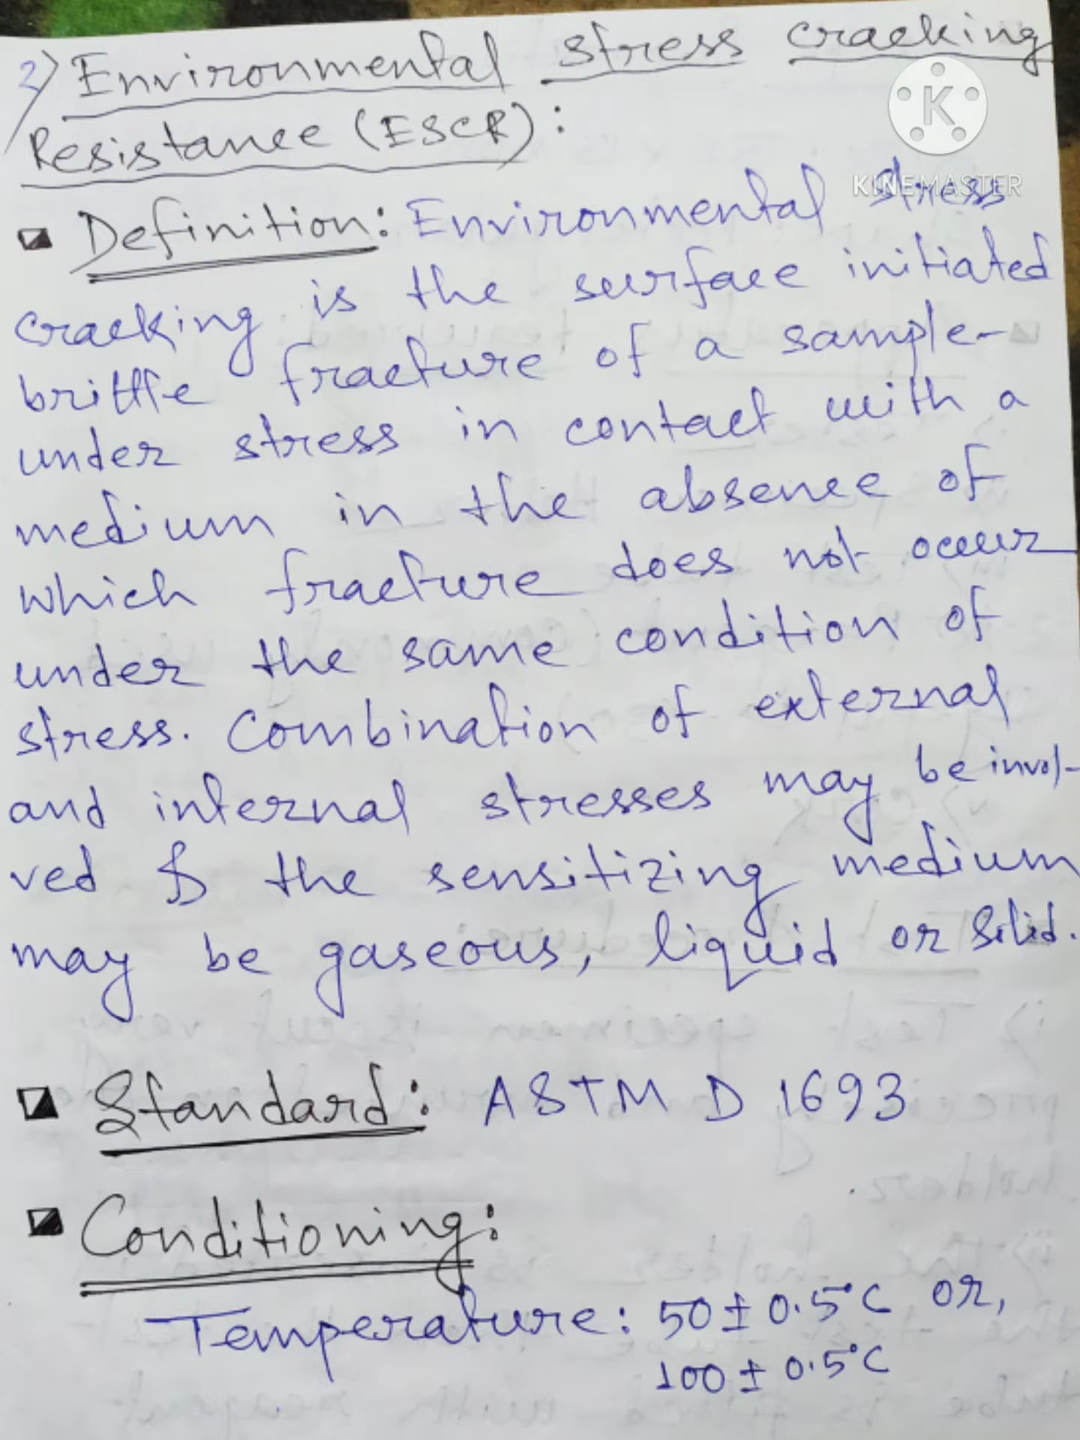 2) Environmental stress cracking
Resistance (ESCR):
K
KINEMASTER
Definition: Environmental stress
cracking is the surface initiated
brittle fracture of a sample-
under stress in contact with a
medium in the absence of
which fracture does not occur
under the same condition of
stress. Combination of external
and internal stresses may be invol-
ved & the sensitizing medium
may be gaseous, liquid or Solid.
Standard: ASTM D 1693
Conditioning:
Temperature: 50 ± 0.5°C or,
100 ± 0.5°C